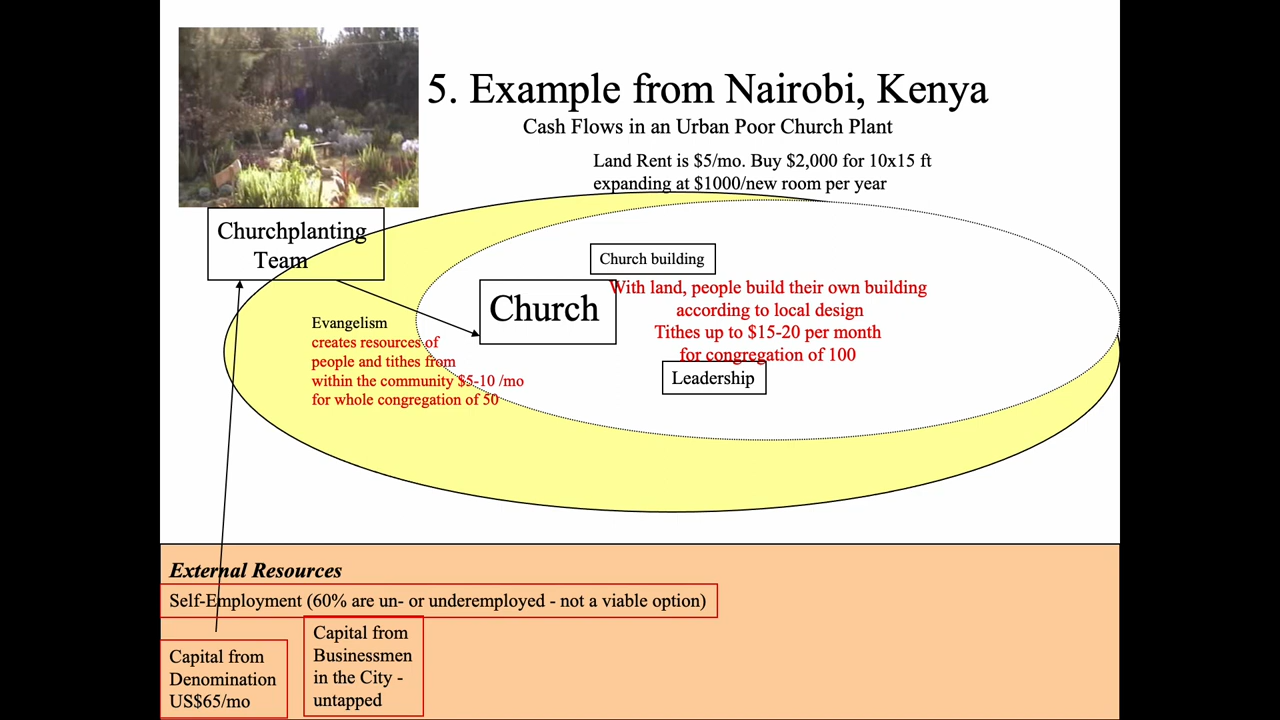 5. Example from Nairobi, Kenya
Cash Flows in an Urban Poor Church Plant
Land Rent is $5/mo. Buy $2,000 for 10x15 ft
expanding at $1000/new room per year
Churchplanting
Team
Church building
Church
With land, people build their own building
according to local design
Tithes up to $15-20 per month
for congregation of 100
Leadership
Evangelism
creates resources of
people and tithes from
within the community $5-10 /mo
for whole congregation of 50
External Resources
Self-Employment (60% are un- or underemployed - not a viable option)
Capital from
Denomination
US$65/mo
Capital from
Businessmen
in the City -
untapped